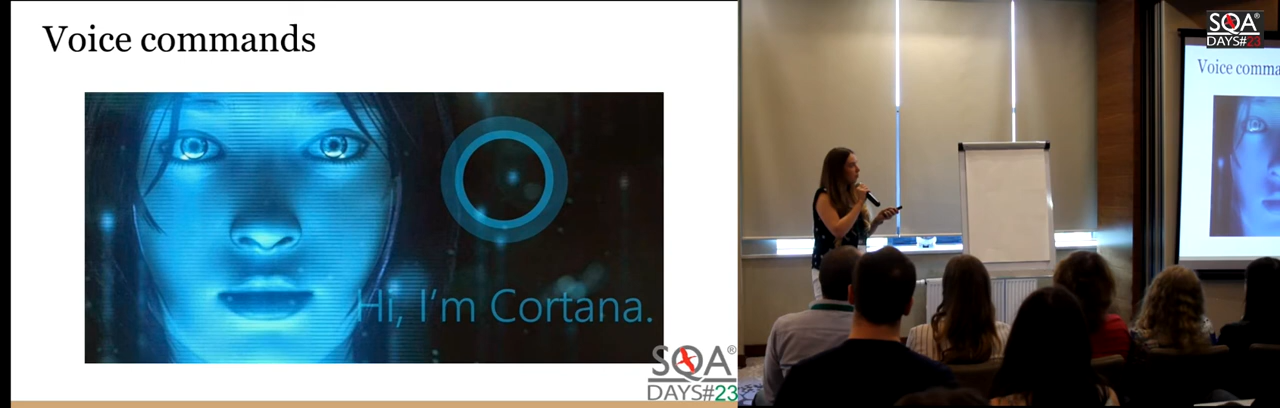 Voice commands
Hi, I'm Cortana.
SQA®
DAYS#23
SQA®
DAYS#23
Voice comma